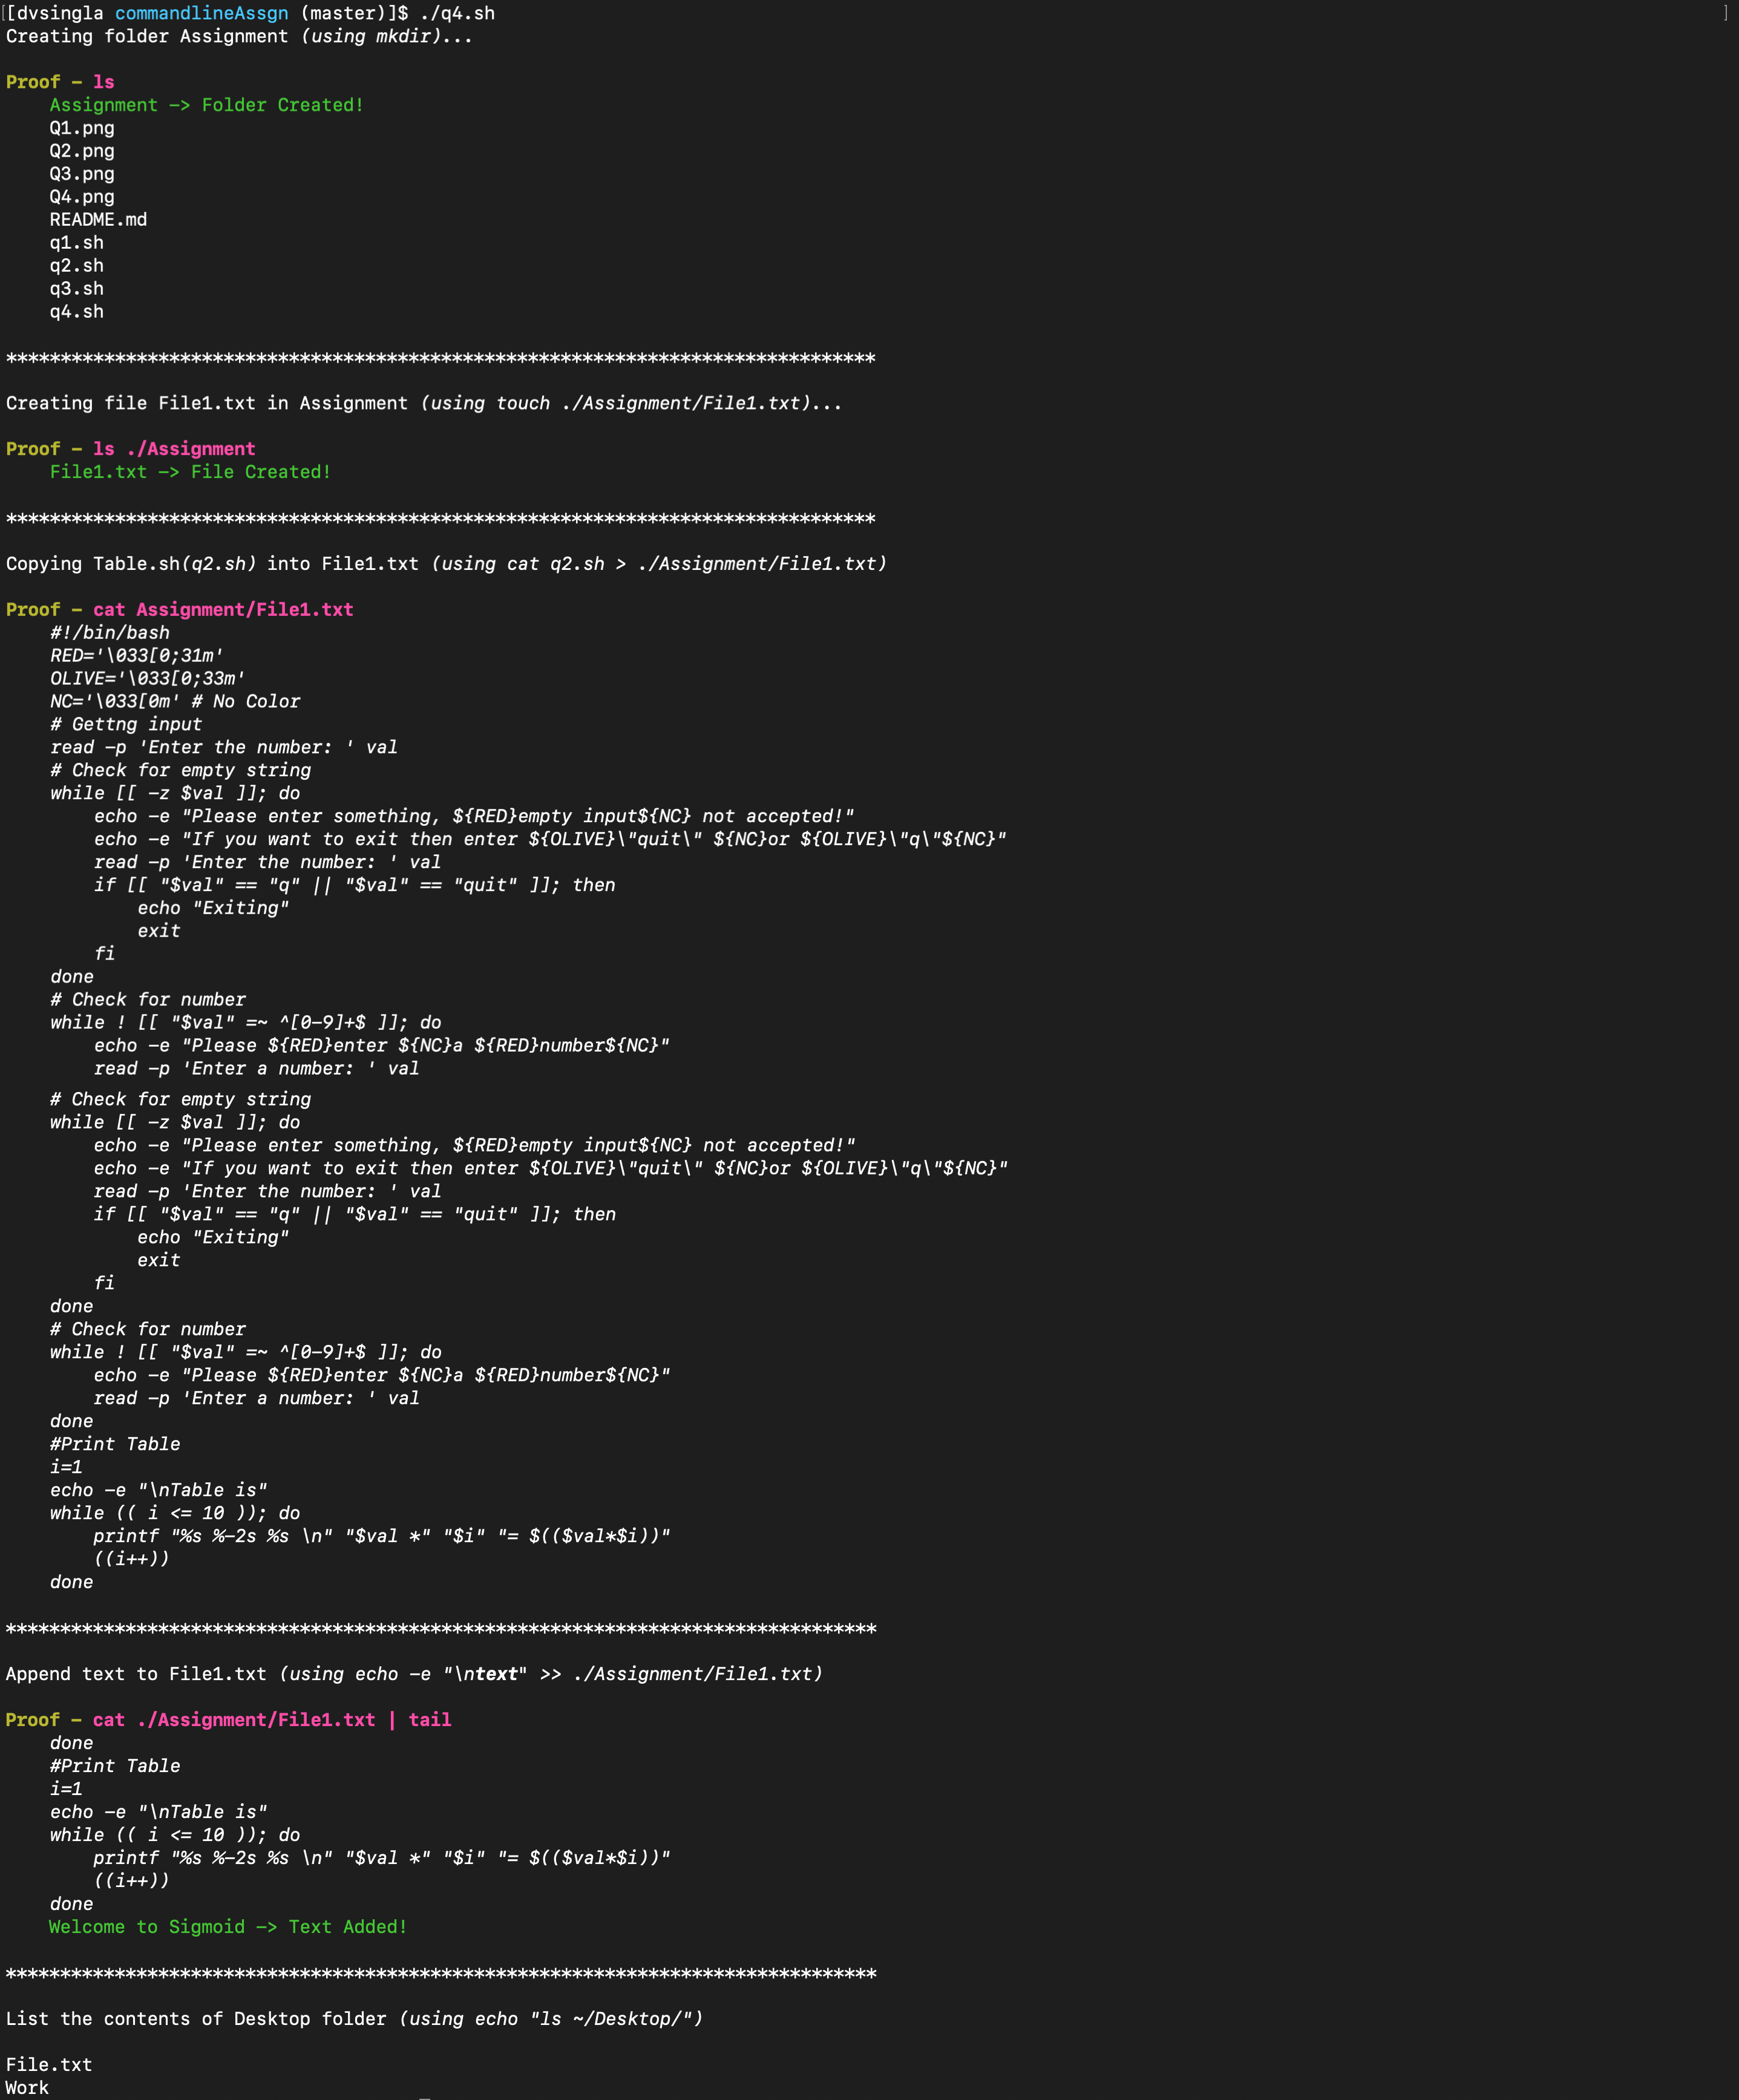 [[dvsingla commandlineAssgn (master)]$ ./q4.sh ]
Creating folder Assignment (using mkdir)...
Proof - ls
    Assignment -> Folder Created!
    Q1.png
    Q2.png
    Q3.png
    Q4.png
    README.md
    q1.sh
    q2.sh
    q3.sh
    q4.sh
********************************************************************************
Creating file File1.txt in Assignment (using touch ./Assignment/File1.txt)...
Proof - ls ./Assignment
    File1.txt -> File Created!
********************************************************************************
Copying Table.sh(q2.sh) into File1.txt (using cat q2.sh > ./Assignment/File1.txt)
Proof - cat Assignment/File1.txt
    #!/bin/bash
    RED='\033[0;31m'
    OLIVE='\033[0;33m'
    NC='\033[0m' # No Color
    # Gettng input
    read -p 'Enter the number: ' val
    # Check for empty string
    while [[ -z $val ]]; do
        echo -e "Please enter something, ${RED}empty input${NC} not accepted!"
        echo -e "If you want to exit then enter ${OLIVE}\"quit\" ${NC}or ${OLIVE}\"q\"${NC}"
        read -p 'Enter the number: ' val
        if [[ "$val" == "q" || "$val" == "quit" ]]; then
            echo "Exiting"
            exit
        fi
    done
    # Check for number
    while ! [[ "$val" =~ ^[0-9]+$ ]]; do
        echo -e "Please ${RED}enter ${NC}a ${RED}number${NC}"
        read -p 'Enter a number: ' val
    # Check for empty string
    while [[ -z $val ]]; do
        echo -e "Please enter something, ${RED}empty input${NC} not accepted!"
        echo -e "If you want to exit then enter ${OLIVE}\"quit\" ${NC}or ${OLIVE}\"q\"${NC}"
        read -p 'Enter the number: ' val
        if [[ "$val" == "q" || "$val" == "quit" ]]; then
            echo "Exiting"
            exit
        fi
    done
    # Check for number
    while ! [[ "$val" =~ ^[0-9]+$ ]]; do
        echo -e "Please ${RED}enter ${NC}a ${RED}number${NC}"
        read -p 'Enter a number: ' val
    done
    #Print Table
    i=1
    echo -e "\nTable is"
    while (( i <= 10 )); do
        printf "%s %-2s %s \n" "$val *" "$i" "= $(($val*$i))"
        ((i++))
    done
********************************************************************************
Append text to File1.txt (using echo -e "\ntext" >> ./Assignment/File1.txt)
Proof - cat ./Assignment/File1.txt | tail
    done
    #Print Table
    i=1
    echo -e "\nTable is"
    while (( i <= 10 )); do
        printf "%s %-2s %s \n" "$val *" "$i" "= $(($val*$i))"
        ((i++))
    done
    Welcome to Sigmoid -> Text Added!
********************************************************************************
List the contents of Desktop folder (using echo "ls ~/Desktop/")
File.txt
Work